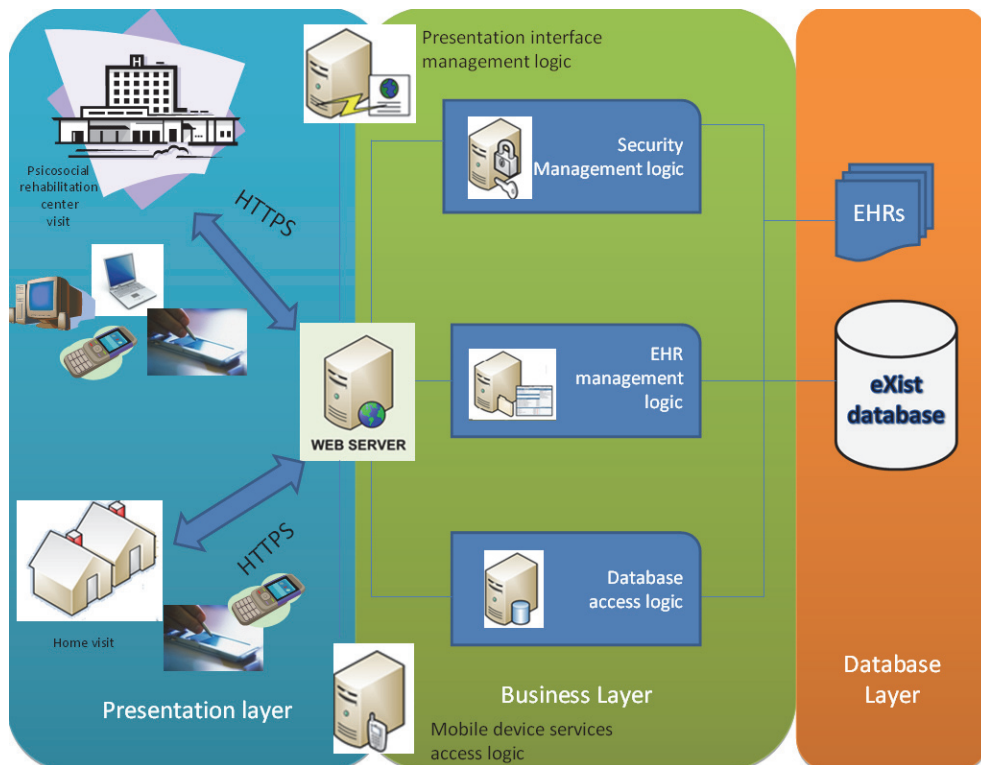 Presentation interface
management logic
H
Psicosocial
rehabilitation
center
visit
HTTPS
Security
Management logic
EHRs
WEB SERVER
EHR
management
logic
eXist
database
HTTPS
Home visit
Database
access logic
Presentation layer
Business Layer
Database
Layer
Mobile device services
access logic